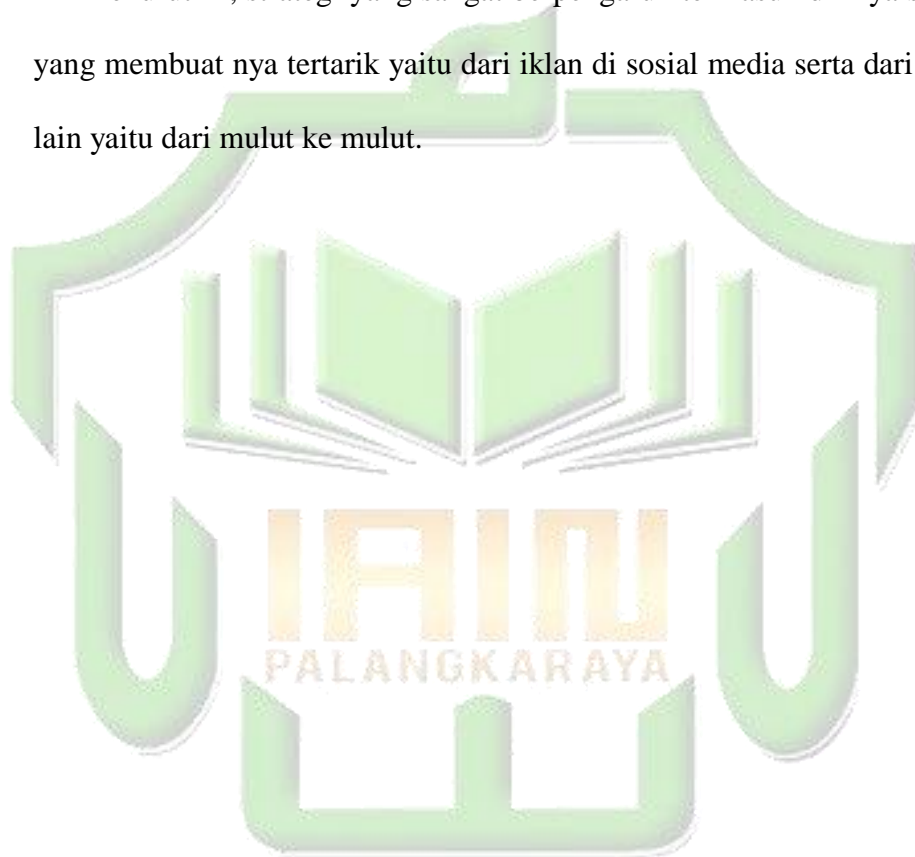 yang membuat nya tertarik yaitu dari iklan di sosial media serta dari
lain yaitu dari mulut ke mulut.
IAIN
PALANGKARAYA